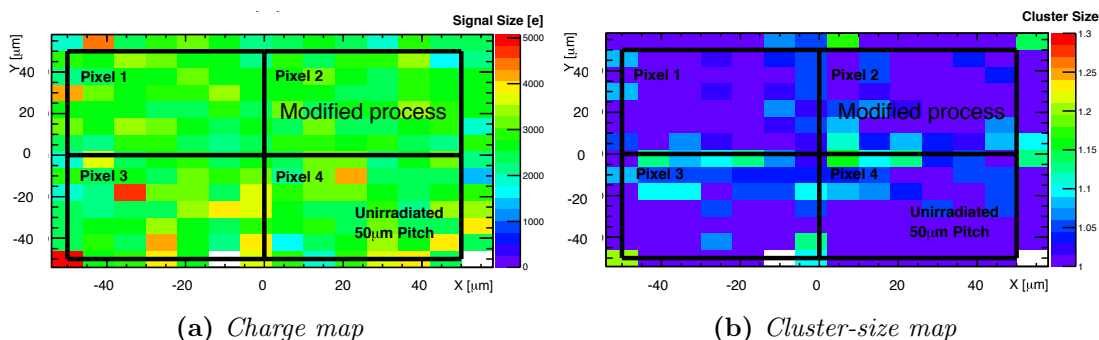 Signal Size [e]
Y [μm]
40
20
0
-20
-40
Pixel 1
Pixel 2
Modified process
Pixel 3
Pixel 4
Unirradiated
50μm Pitch
-40
-20
0
20
40
X [μm]
5000
4000
3000
2000
1000
0
(a) Charge map
Cluster Size
Y [μm]
40
20
0
-20
-40
Pixel 1
Pixel 2
Modified process
Pixel 3
Pixel 4
Unirradiated
50μm Pitch
-40
-20
0
20
40
X [μm]
1.3
1.25
1.2
1.15
1.1
1.05
1
(b) Cluster-size map